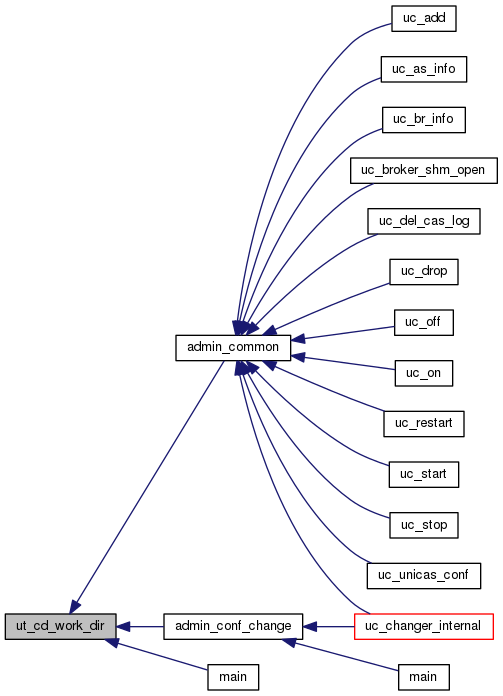 uc_add
uc_as_info
uc_br_info
uc_broker_shm_open
uc_del_cas_log
uc_drop
uc_off
admin_common
uc_on
uc_restart
uc_start
uc_stop
uc_unicas_conf
ut_cd_work_dir
admin_conf_change
uc_changer_internal
main
main